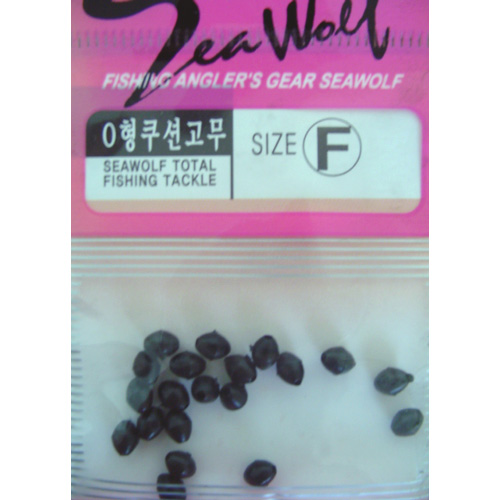 Sea Wolf
FISHING ANGLER'S GEAR SEAWOLF
O형쿠션고무
SEAWOLF TOTAL
FISHING TACKLE
SIZE F